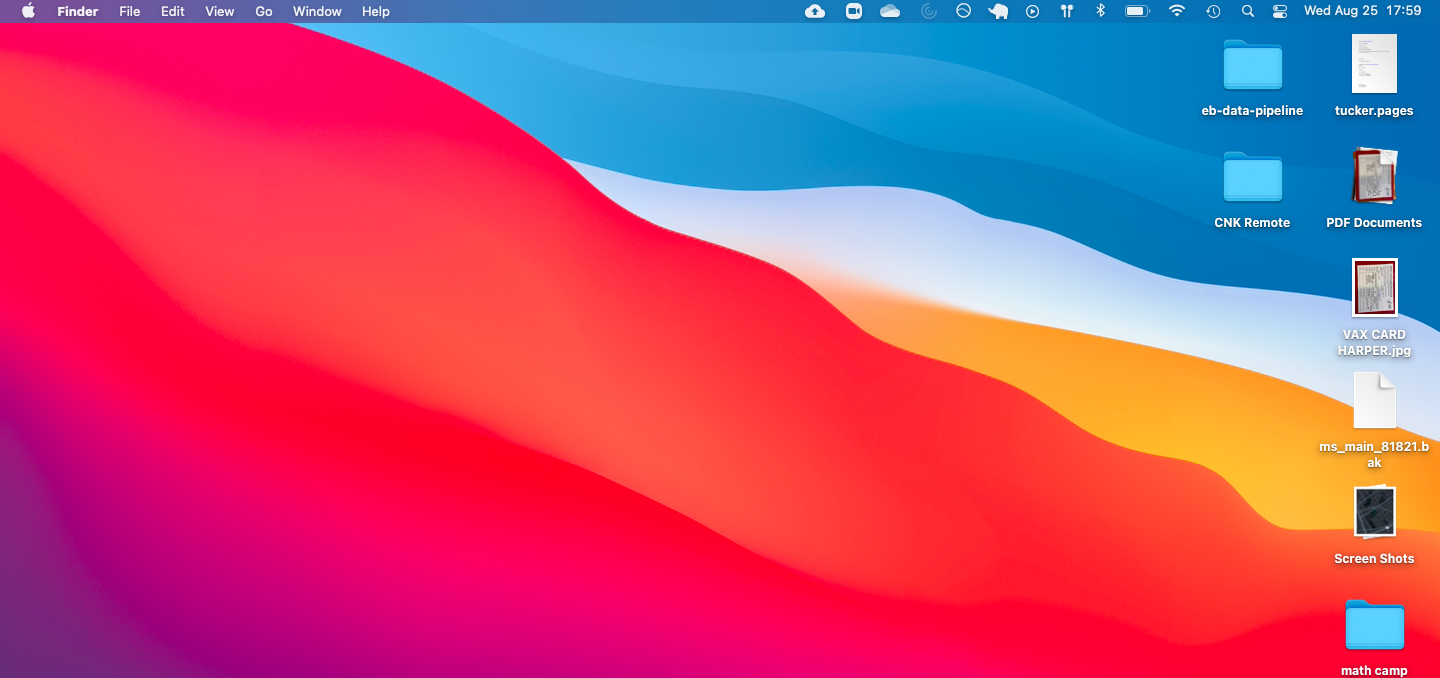 Finder File Edit View Go Window Help Wed Aug 25 17:59
eb-data-pipeline
tucker.pages
CNK Remote
PDF Documents
VAX CARD
HARPER.jpg
ms_main_81821.b
ak
Screen Shots
math camp